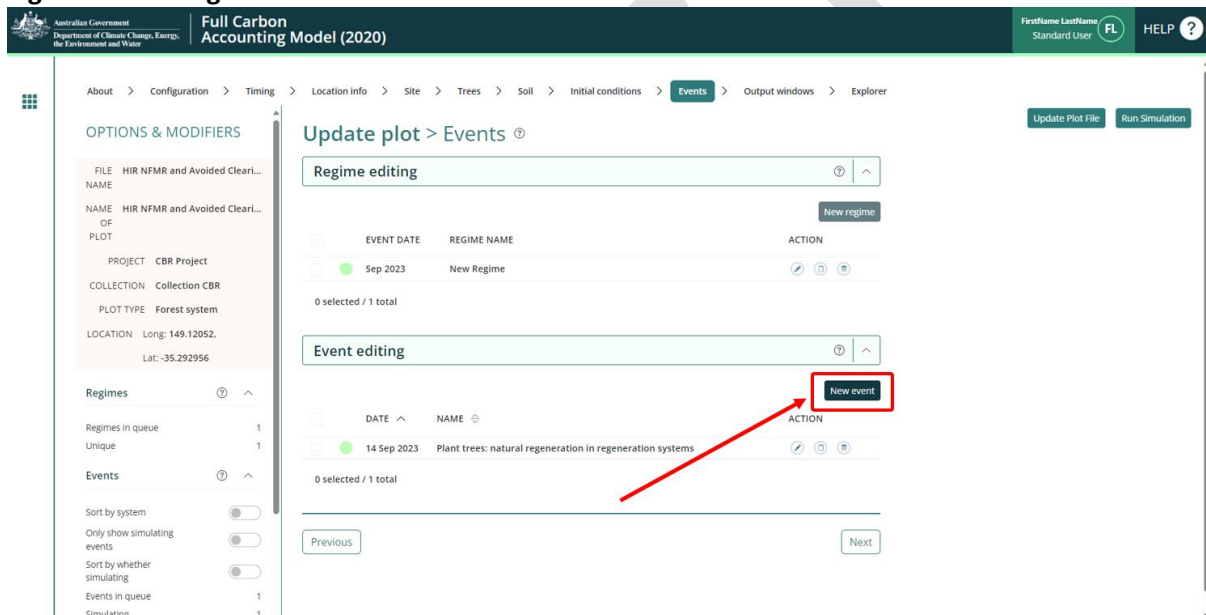 Australian Government
Department of Climate Change, Energy,
the Environment and Water
Full Carbon
Accounting Model (2020)
FirstName LastName
Standard User
FL
HELP ?
About > Configuration > Timing > Location info > Site > Trees > Soil > Initial conditions > Events > Output windows > Explorer
Update Plot File
Run Simulation
OPTIONS & MODIFIERS
FILE NAME HIR NFMR and Avoided Cleari...
NAME OF PLOT HIR NFMR and Avoided Cleari...
PROJECT CBR Project
COLLECTION Collection CBR
PLOT TYPE Forest system
LOCATION Long: 149.12052,
Lat: -35.292956
Regimes ?
Regimes in queue 1
Unique 1
Events ?
Sort by system
Only show simulating
events
Sort by whether
simulating
Events in queue 1
Simulating 1
Update plot > Events ?
Regime editing ?
New regime
EVENT DATE REGIME NAME ACTION
Sep 2023 New Regime
0 selected / 1 total
Event editing ?
New event
DATE NAME ACTION
14 Sep 2023 Plant trees: natural regeneration in regeneration systems
0 selected / 1 total
Previous
Next